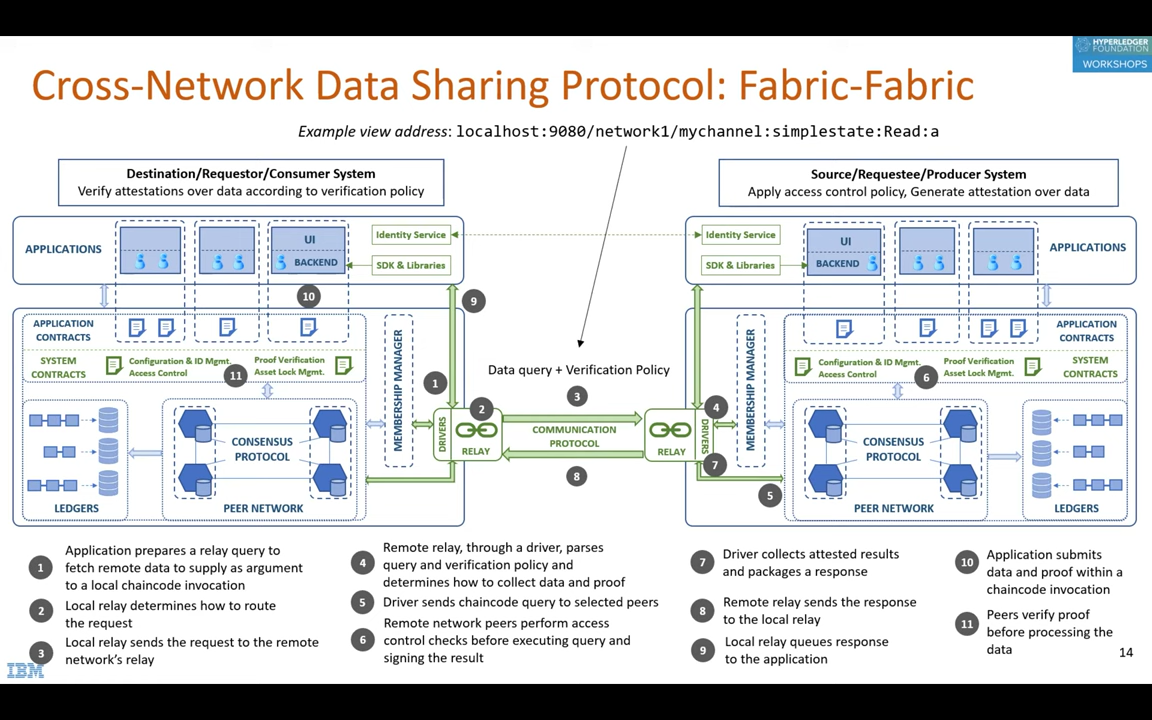 HYPERLEDGER
FOUNDATION
WORKSHOPS
Cross-Network Data Sharing Protocol: Fabric-Fabric
Example view address: localhost:9080/network1/mychannel:simplestate:Read:a
Destination/Requestor/Consumer System
Verify attestations over data according to verification policy
Source/Requestee/Producer System
Apply access control policy, Generate attestation over data
APPLICATIONS
UI
BACKEND
Identity Service
SDK & Libraries
10
9
APPLICATION
CONTRACTS
SYSTEM
CONTRACTS
Configuration & ID Mgmt.
Access Control
Proof Verification
Asset Lock Mgmt.
11
MEMBERSHIP MANAGER
1
LEDGERS
CONSENSUS
PROTOCOL
PEER NETWORK
DRIVERS
2
RELAY
Data query + Verification Policy
3
COMMUNICATION
PROTOCOL
8
Identity Service
SDK & Libraries
UI
BACKEND
APPLICATIONS
4
RELAY
DRIVERS
7
5
MEMBERSHIP MANAGER
APPLICATION
CONTRACTS
Configuration & ID Mgmt.
Access Control
6
Proof Verification
Asset Lock Mgmt.
SYSTEM
CONTRACTS
CONSENSUS
PROTOCOL
PEER NETWORK
LEDGERS
1
Application prepares a relay query to
fetch remote data to supply as argument
to a local chaincode invocation
2
Local relay determines how to route
the request
3
Local relay sends the request to the remote
network's relay
4
Remote relay, through a driver, parses
query and verification policy and
determines how to collect data and proof
5
Driver sends chaincode query to selected peers
6
Remote network peers perform access
control checks before executing query and
signing the result
7
Driver collects attested results
and packages a response
8
Remote relay sends the response
to the local relay
9
Local relay queues response
to the application
10
Application submits
data and proof within a
chaincode invocation
11
Peers verify proof
before processing the
data
14
IBM